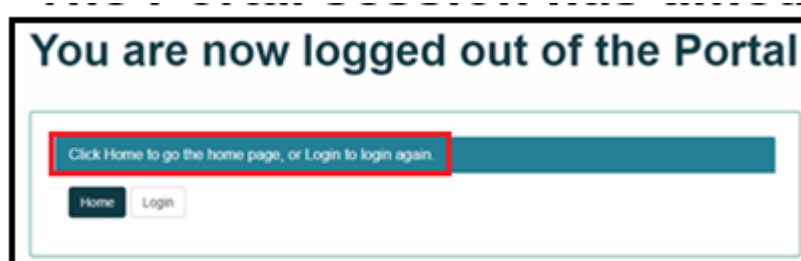 You are now logged out of the Portal
Click Home to go the home page, or Login to login again.
Home Login